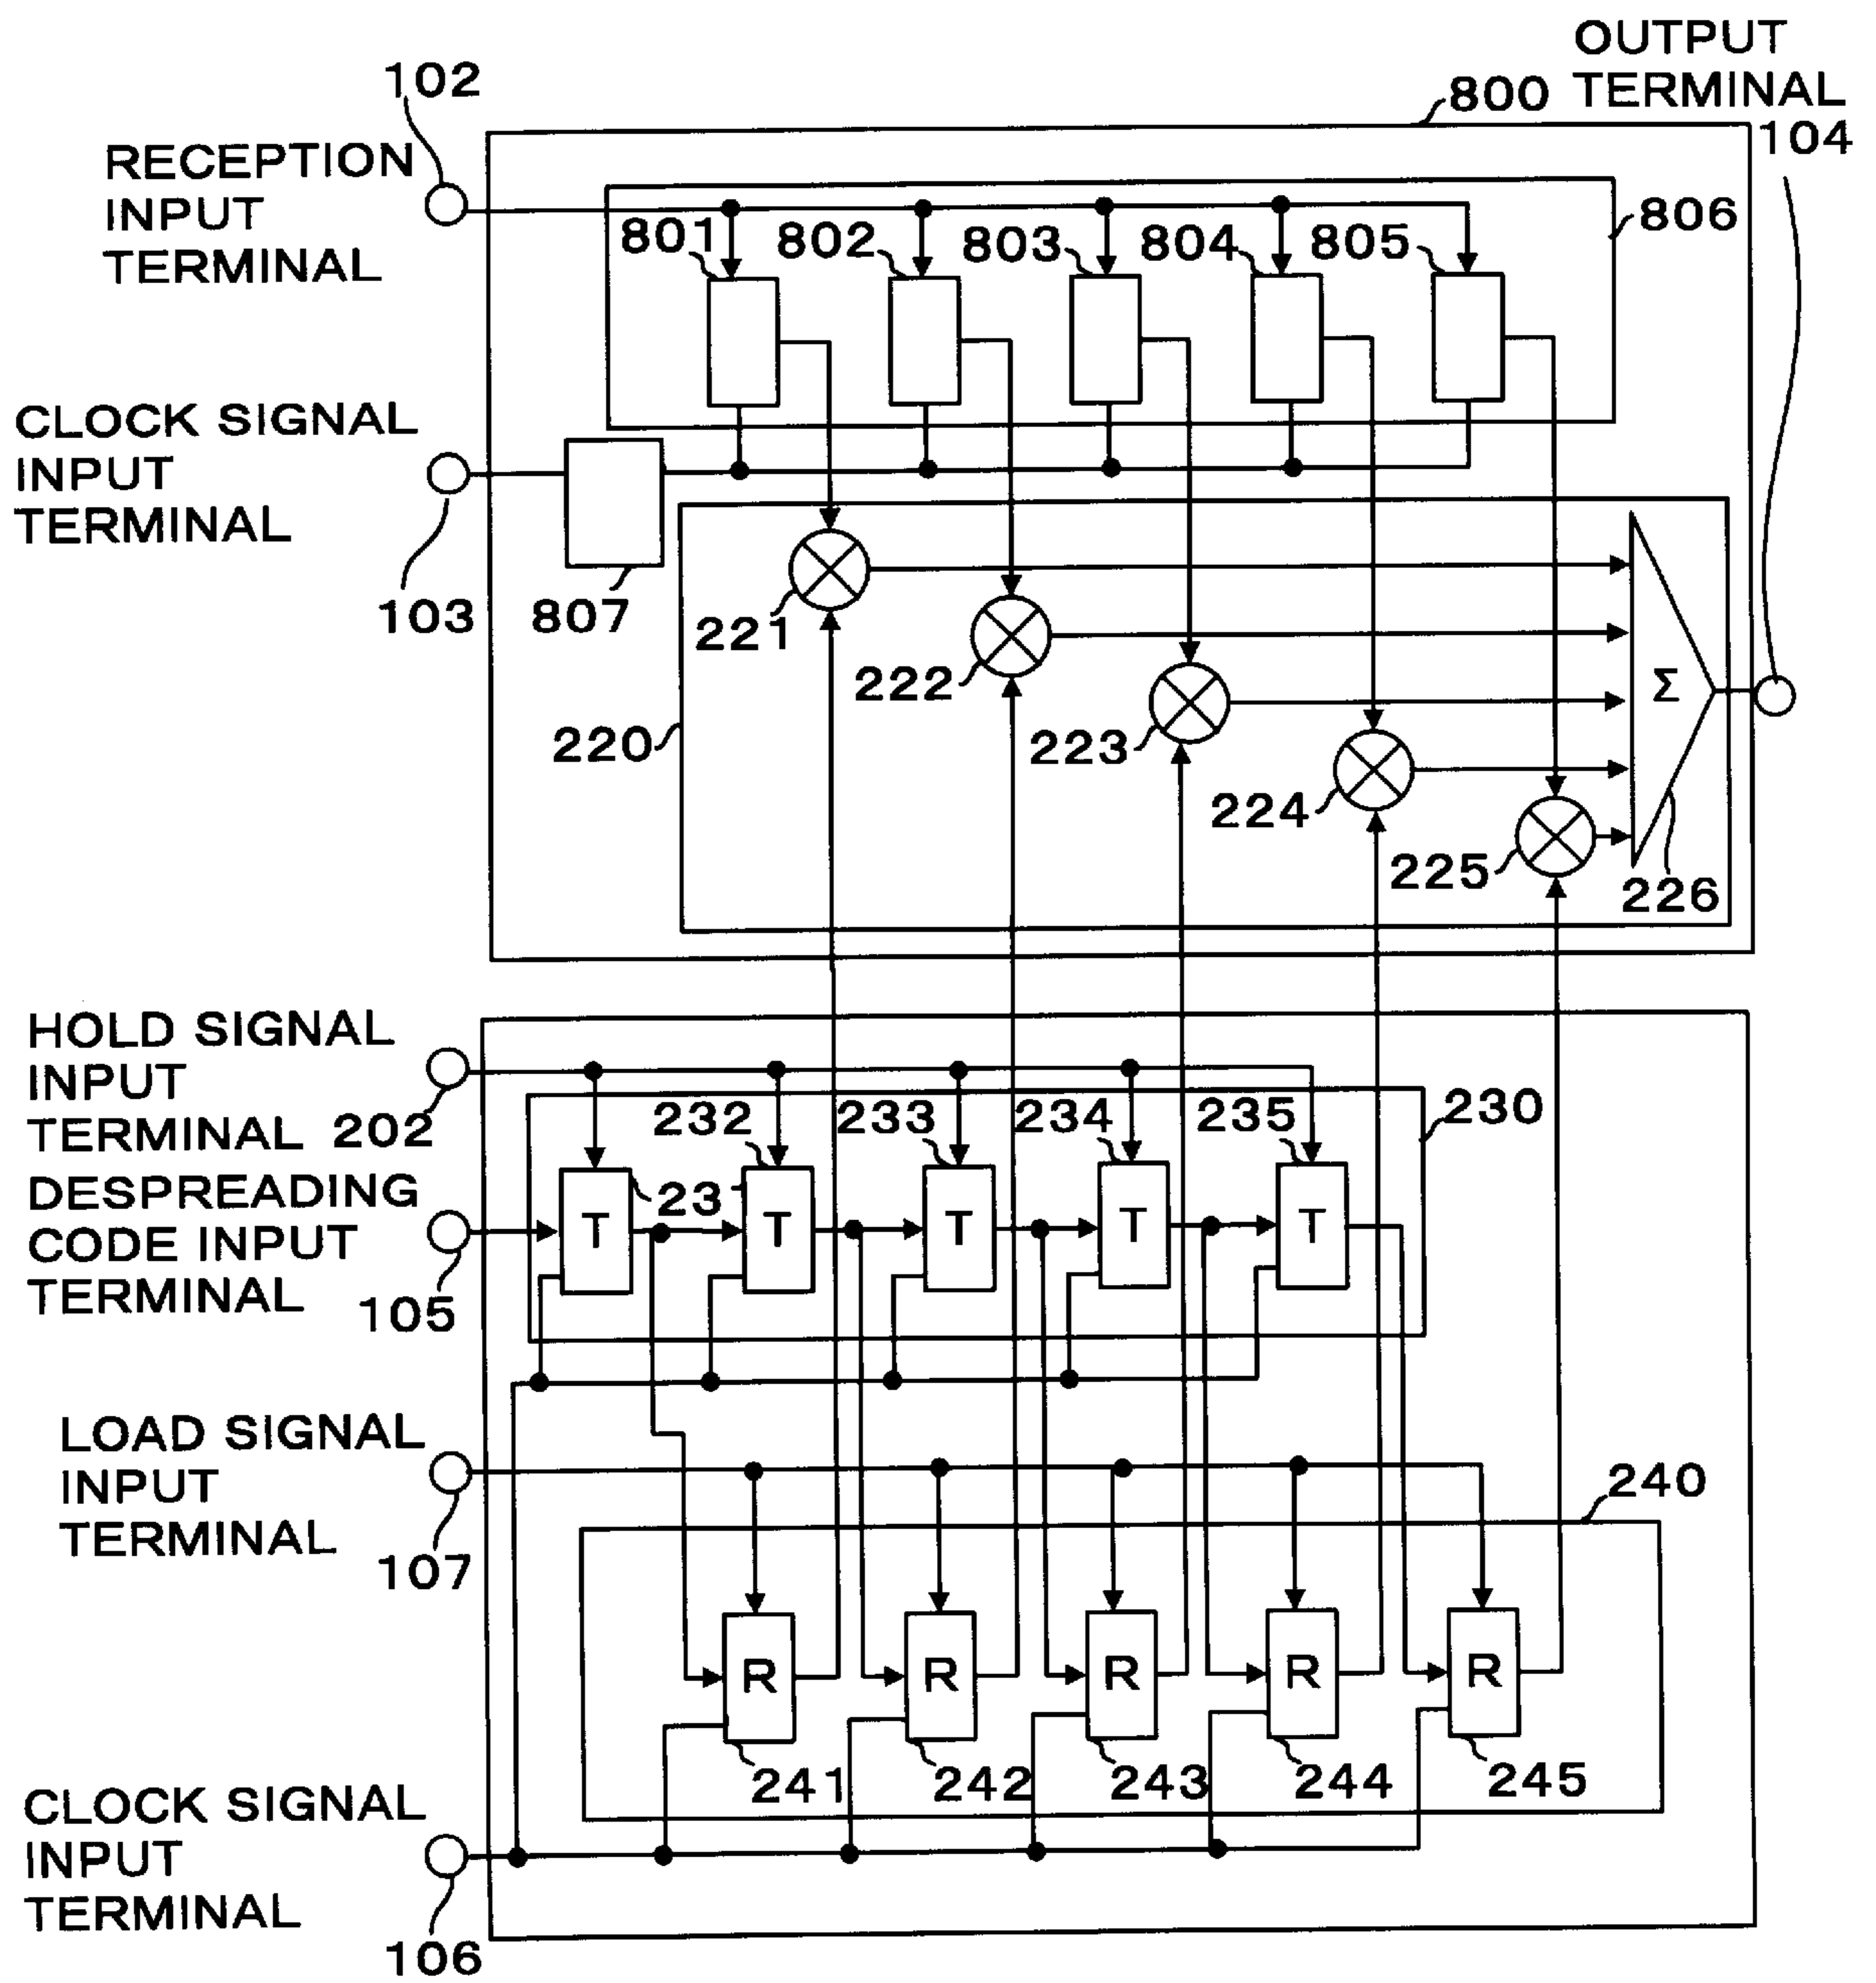 OUTPUT
TERMINAL
104
800
102
RECEPTION
INPUT
TERMINAL
806
801
802
803
804
805
CLOCK SIGNAL
INPUT
TERMINAL
103
807
221
222
223
224
225
Σ
226
220
HOLD SIGNAL
INPUT
TERMINAL 202
232
233
234
235
230
DESPREADING
CODE INPUT
TERMINAL
105
T
231
T
T
T
T
LOAD SIGNAL
INPUT
TERMINAL
107
240
R
R
R
R
R
241
242
243
244
245
CLOCK SIGNAL
INPUT
TERMINAL
106